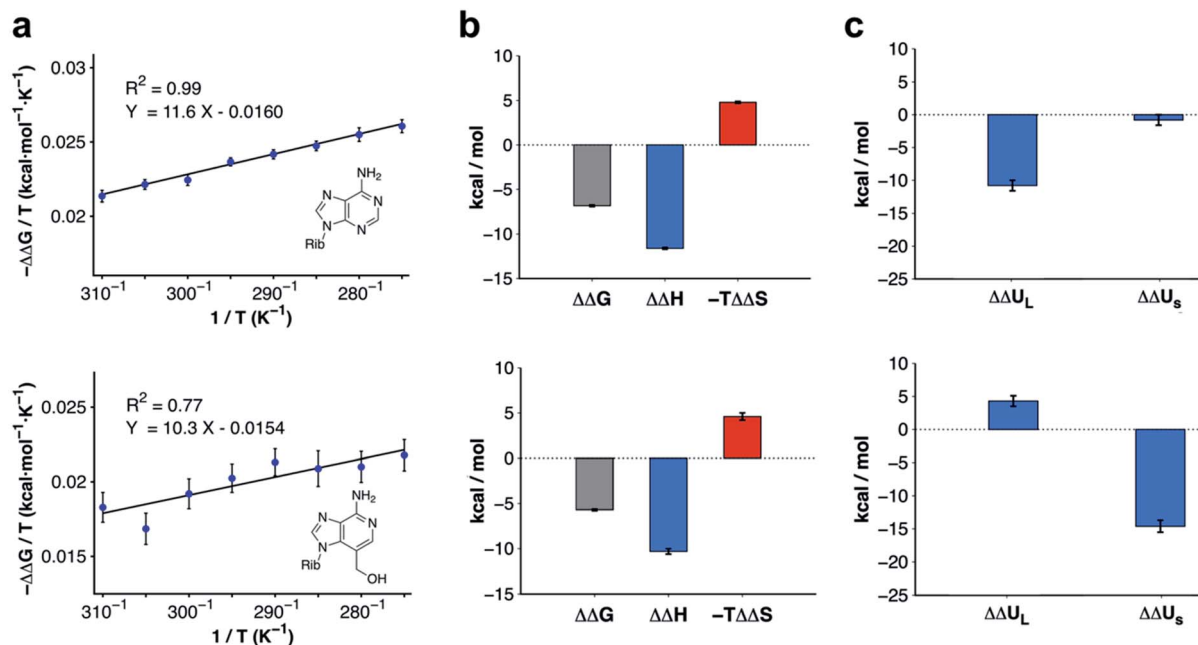 a
b
c
R² = 0.99
Y = 11.6 X - 0.0160
0.03
0.025
0.02
−ΔΔG / T (kcal·mol⁻¹·K⁻¹)
NH₂
N
N
N
N
Rib
310⁻¹
300⁻¹
290⁻¹
280⁻¹
1 / T (K⁻¹)
10
5
0
−5
−10
−15
kcal / mol
ΔΔG
ΔΔH
−TΔΔS
10
5
0
−5
−10
−15
−20
−25
kcal / mol
ΔΔU_L
ΔΔU_s
R² = 0.77
Y = 10.3 X - 0.0154
0.025
0.02
0.015
−ΔΔG / T (kcal·mol⁻¹·K⁻¹)
NH₂
N
N
N
Rib
OH
310⁻¹
300⁻¹
290⁻¹
280⁻¹
1 / T (K⁻¹)
10
5
0
−5
−10
−15
kcal / mol
ΔΔG
ΔΔH
−TΔΔS
10
5
0
−5
−10
−15
−20
−25
kcal / mol
ΔΔU_L
ΔΔU_s